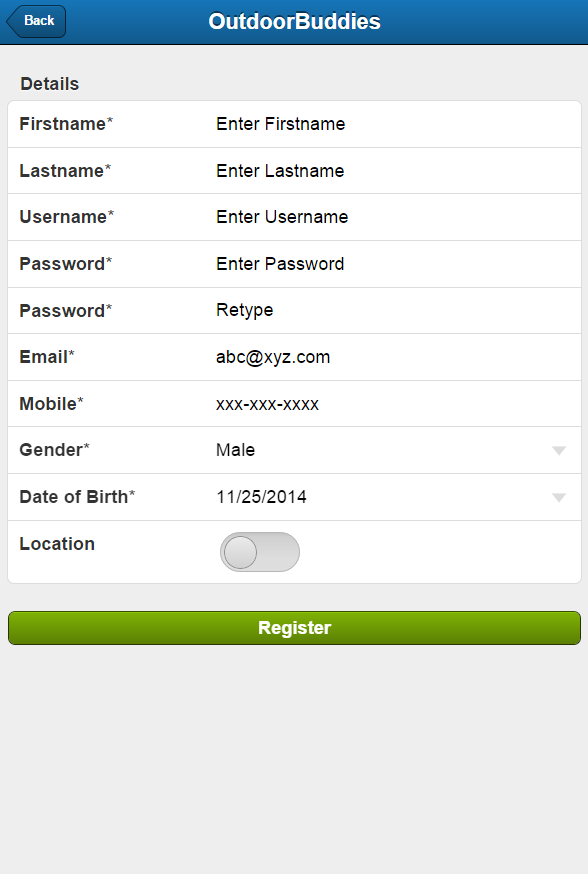 Back OutdoorBuddies
Details
Firstname* Enter Firstname
Lastname* Enter Lastname
Username* Enter Username
Password* Enter Password
Password* Retype
Email* abc@xyz.com
Mobile* xxx-xxx-xxxx
Gender* Male
Date of Birth* 11/25/2014
Location
Register